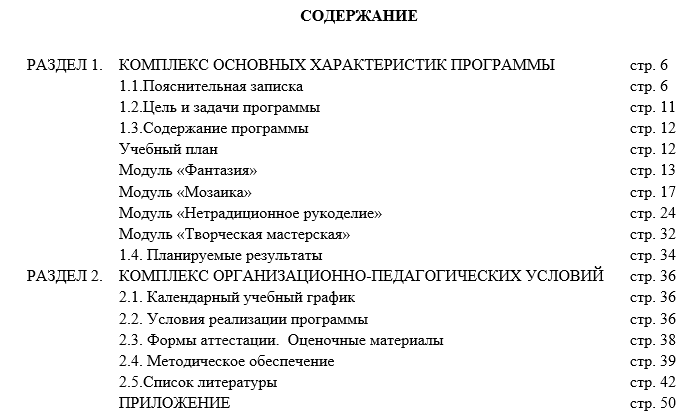 СОДЕРЖАНИЕ
РАЗДЕЛ 1. КОМПЛЕКС ОСНОВНЫХ ХАРАКТЕРИСТИК ПРОГРАММЫ стр. 6
1.1.Пояснительная записка стр. 6
1.2.Цель и задачи программы стр. 11
1.3.Содержание программы стр. 12
Учебный план стр. 12
Модуль «Фантазия» стр. 13
Модуль «Мозаика» стр. 17
Модуль «Нетрадиционное рукоделие» стр. 24
Модуль «Творческая мастерская» стр. 32
1.4. Планируемые результаты стр. 34
РАЗДЕЛ 2. КОМПЛЕКС ОРГАНИЗАЦИОННО-ПЕДАГОГИЧЕСКИХ УСЛОВИЙ стр. 36
2.1. Календарный учебный график стр. 36
2.2. Условия реализации программы стр. 36
2.3. Формы аттестации. Оценочные материалы стр. 38
2.4. Методическое обеспечение стр. 39
2.5.Список литературы стр. 42
ПРИЛОЖЕНИЕ стр. 50